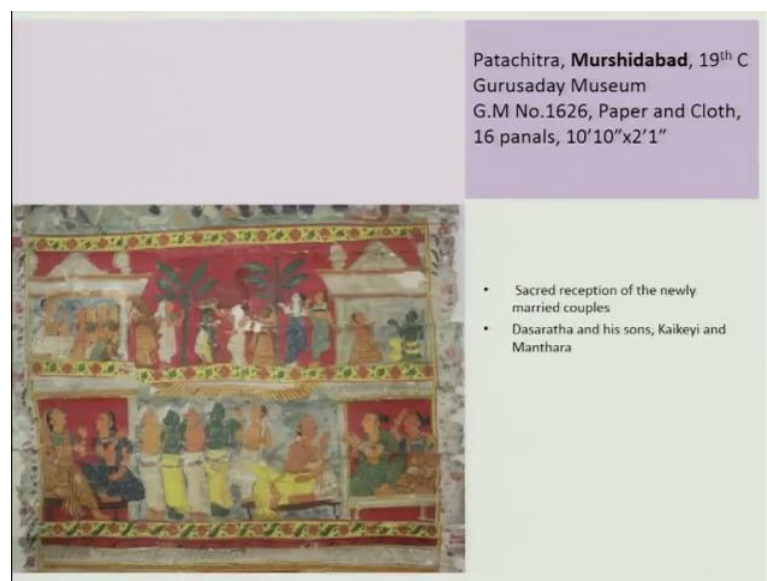 Patachitra, Murshidabad, 19th C
Gurusaday Museum
G.M No.1626, Paper and Cloth,
16 panals, 10’10”x2’1”
• Sacred reception of the newly
married couples
• Dasaratha and his sons, Kaikeyi and
Manthara